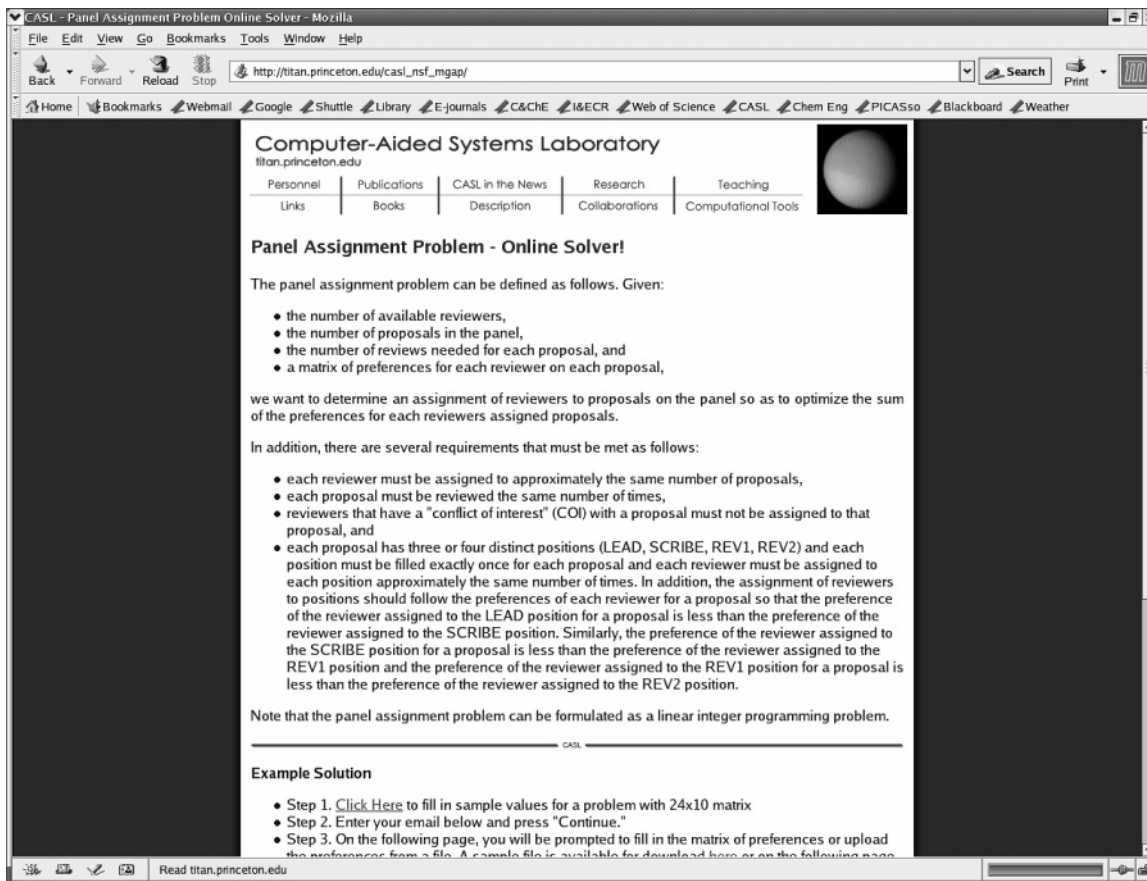 CASL - Panel Assignment Problem Online Solver - Mozilla
File Edit View Go Bookmarks Tools Window Help
Back Forward Reload Stop http://titan.princeton.edu/casl_nsf_mgap/ Search Print
Home Bookmarks Webmail Google Shuttle Library E-journals C&ChE I&ECR Web of Science CASL Chem Eng PICASso Blackboard Weather
Computer-Aided Systems Laboratory
titan.princeton.edu
Personnel Publications CASL in the News Research Teaching
Links Books Description Collaborations Computational Tools
Panel Assignment Problem - Online Solver!
The panel assignment problem can be defined as follows. Given:
• the number of available reviewers,
• the number of proposals in the panel,
• the number of reviews needed for each proposal, and
• a matrix of preferences for each reviewer on each proposal,
we want to determine an assignment of reviewers to proposals on the panel so as to optimize the sum
of the preferences for each reviewers assigned proposals.
In addition, there are several requirements that must be met as follows:
• each reviewer must be assigned to approximately the same number of proposals,
• each proposal must be reviewed the same number of times,
• reviewers that have a "conflict of interest" (COI) with a proposal must not be assigned to that
proposal, and
• each proposal has three or four distinct positions (LEAD, SCRIBE, REV1, REV2) and each
position must be filled exactly once for each proposal and each reviewer must be assigned to
each position approximately the same number of times. In addition, the assignment of reviewers
to positions should follow the preferences of each reviewer for a proposal so that the preference
of the reviewer assigned to the LEAD position for a proposal is less than the preference of the
reviewer assigned to the SCRIBE position. Similarly, the preference of the reviewer assigned to
the SCRIBE position for a proposal is less than the preference of the reviewer assigned to the
REV1 position and the preference of the reviewer assigned to the REV1 position for a proposal is
less than the preference of the reviewer assigned to the REV2 position.
Note that the panel assignment problem can be formulated as a linear integer programming problem.
CASL
Example Solution
• Step 1. Click Here to fill in sample values for a problem with 24x10 matrix
• Step 2. Enter your email below and press "Continue."
• Step 3. On the following page, you will be prompted to fill in the matrix of preferences or upload
the preferences from a file. A sample file is available for download here or on the following page
Read titan.princeton.edu